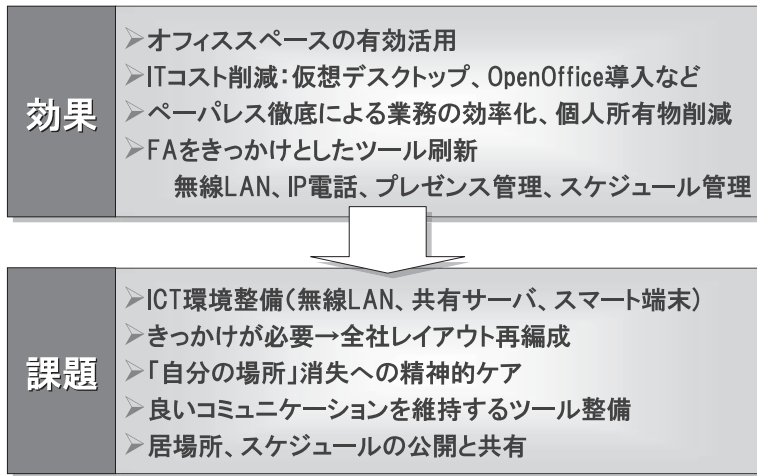 効果
➢オフィススペースの有効活用
➢ITコスト削減：仮想デスクトップ、OpenOffice導入など
➢ペーパレス徹底による業務の効率化、個人所有物削減
➢FAをきっかけとしたツール刷新
無線LAN、IP電話、プレゼンス管理、スケジュール管理
課題
➢ICT環境整備（無線LAN、共有サーバ、スマート端末）
➢きっかけが必要→全社レイアウト再編成
➢「自分の場所」消失への精神的ケア
➢良いコミュニケーションを維持するツール整備
➢居場所、スケジュールの公開と共有